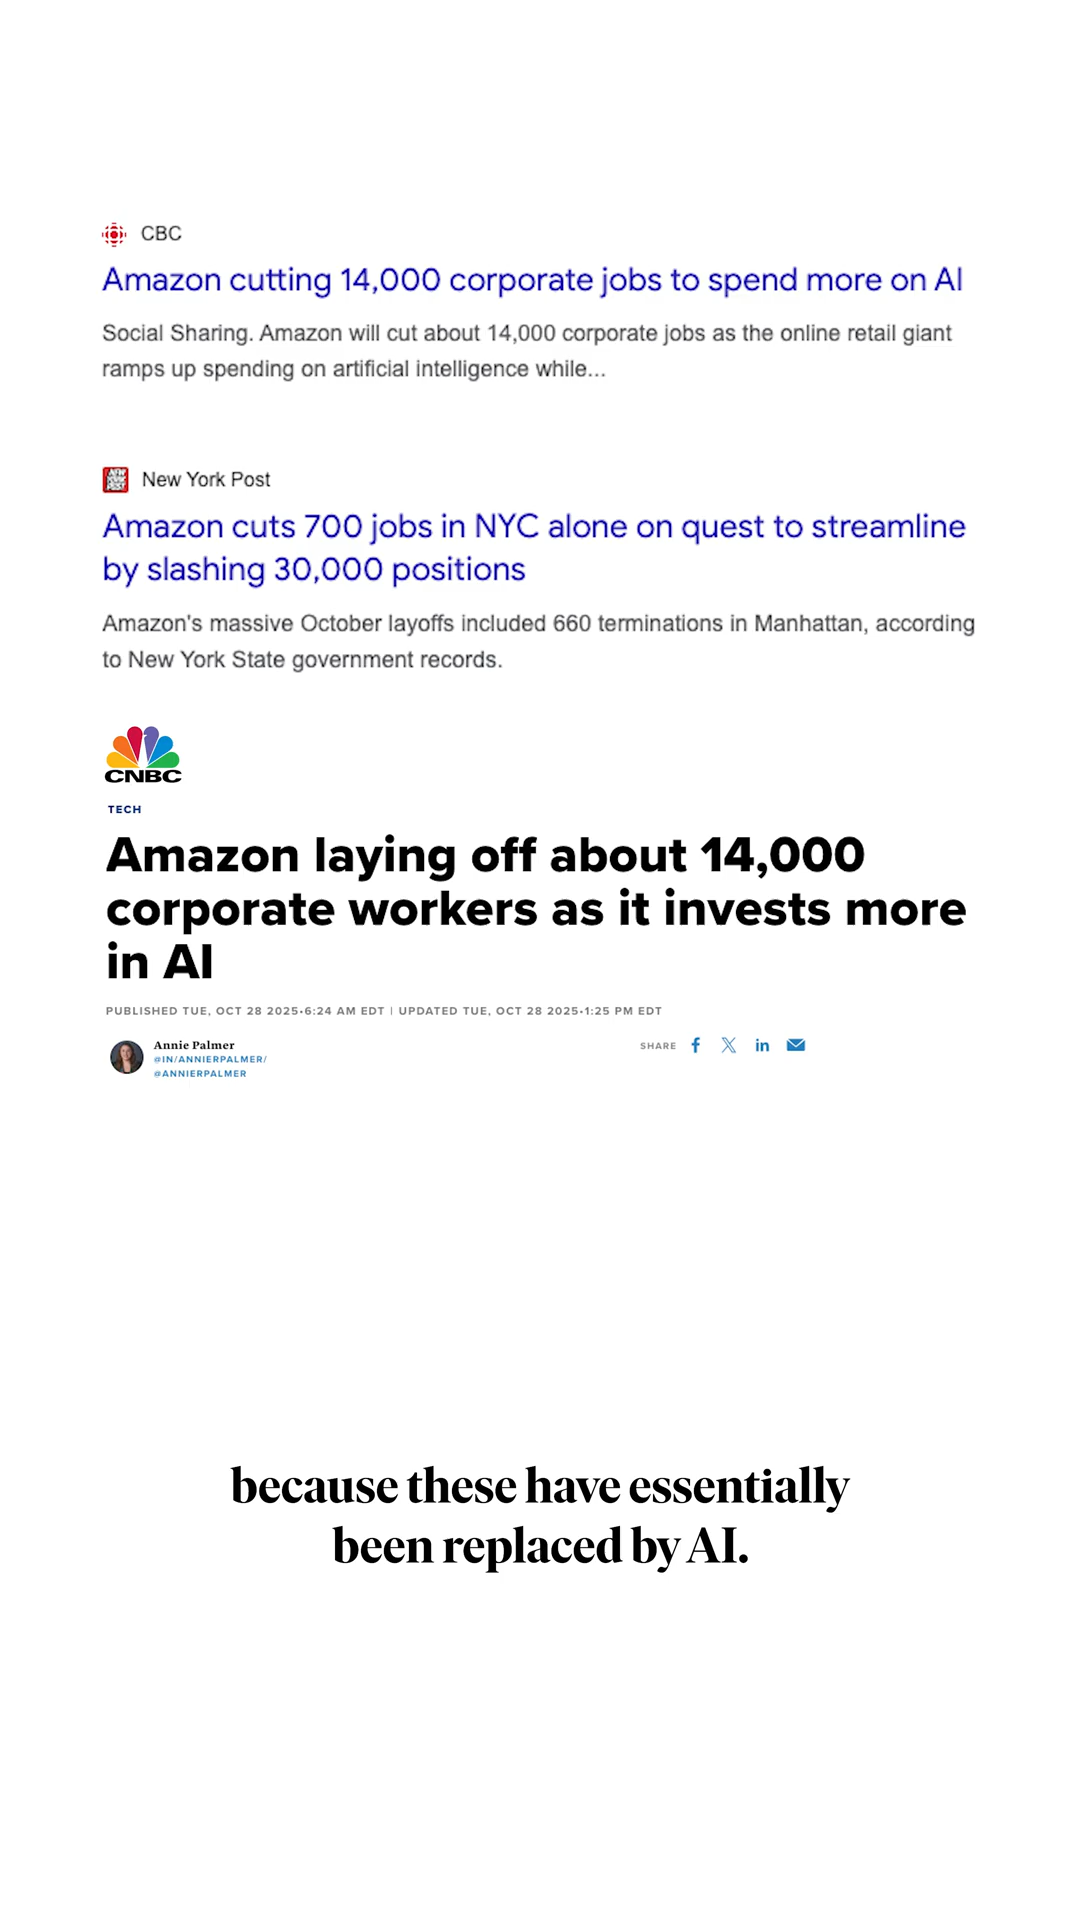 CBC
Amazon cutting 14,000 corporate jobs to spend more on AI
Social Sharing. Amazon will cut about 14,000 corporate jobs as the online retail giant
ramps up spending on artificial intelligence while...
New York Post
Amazon cuts 700 jobs in NYC alone on quest to streamline
by slashing 30,000 positions
Amazon's massive October layoffs included 660 terminations in Manhattan, according
to New York State government records.
CNBC
TECH
Amazon laying off about 14,000
corporate workers as it invests more
in AI
PUBLISHED TUE, OCT 28 2025•6:24 AM EDT | UPDATED TUE, OCT 28 2025•1:25 PM EDT
Annie Palmer
@IN/ANNIERPALMER/
@ANNIERPALMER
SHARE
because these have essentially
been replaced by AI.